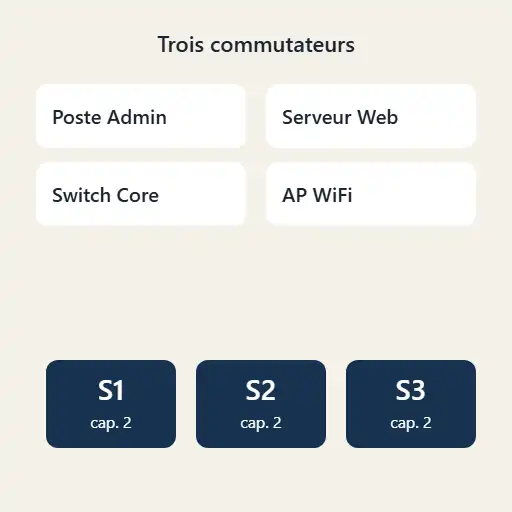 Trois commutateurs
Poste Admin
Serveur Web
Switch Core
AP WiFi
S1
cap. 2
S2
cap. 2
S3
cap. 2